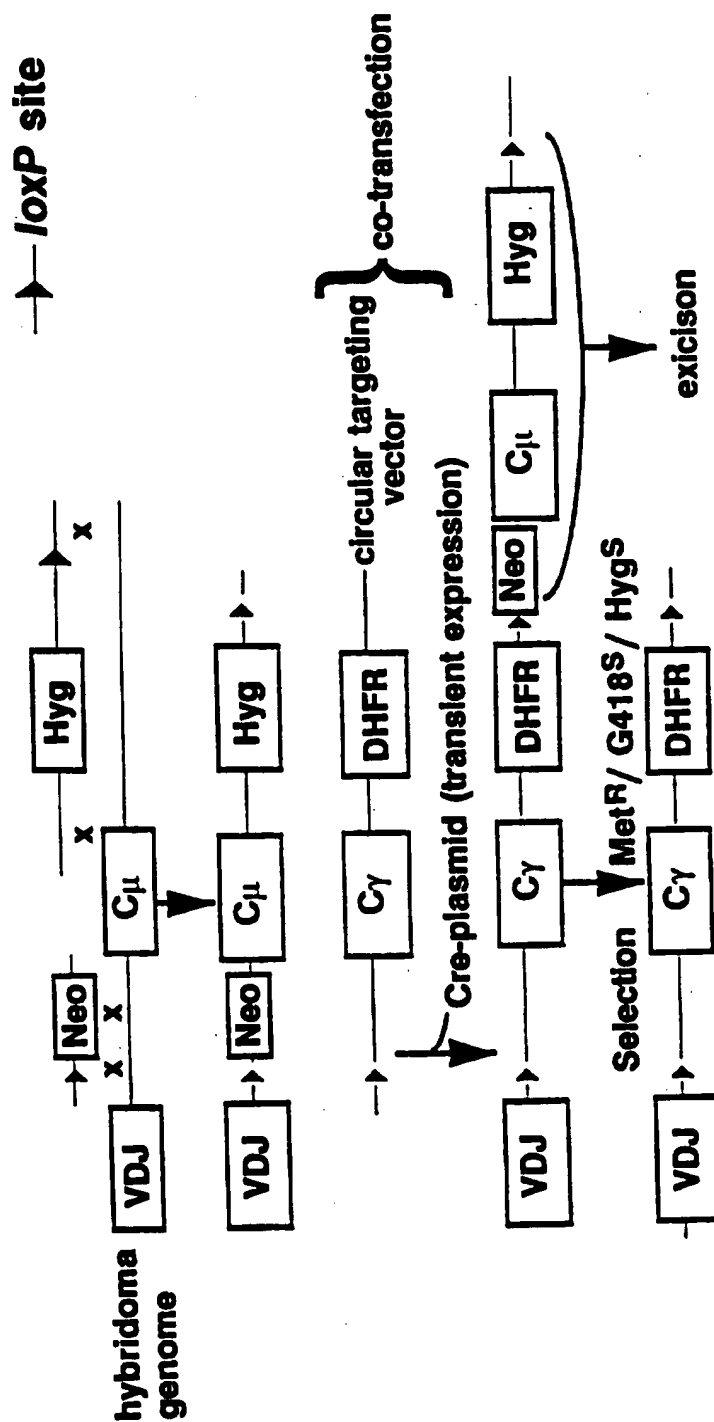 loxP site
Neo
Hyg
x x
x
x
hybridoma
genome
VDJ
Cμ
VDJ
Neo
Cμ
Hyg
Cγ
DHFR
circular targeting
vector
co-transfection
Cre-plasmid (transient expression)
VDJ
Cγ
DHFR
Neo
Cμ
Hyg
exicison
Selection
MetR/ G418S/ HygS
VDJ
Cγ
DHFR